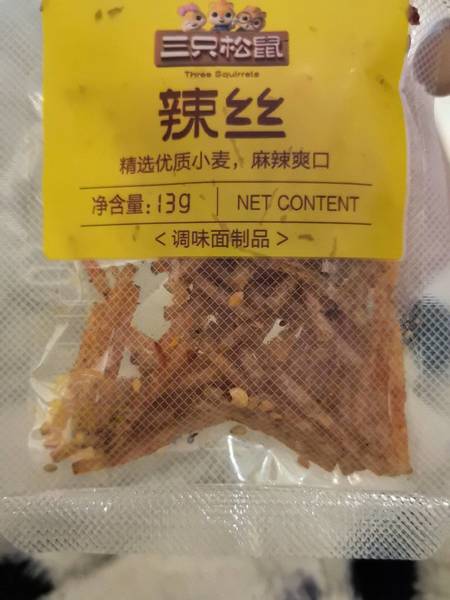 三只松鼠
Three Squirrels
辣丝
精选优质小麦，麻辣爽口
净含量:13g | NET CONTENT
<调味面制品>